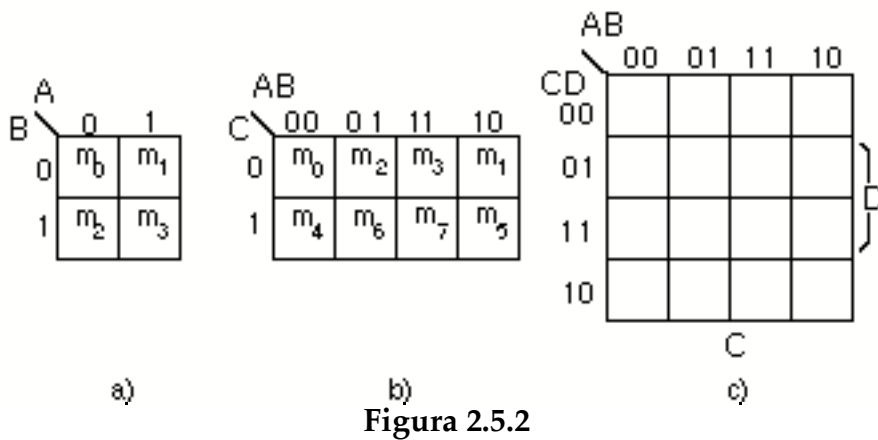 A
B 0 1
0 m0 m1
1 m2 m3
a)
AB
C 00 01 11 10
0 m0 m2 m3 m1
1 m4 m6 m7 m5
b)
AB
00 01 11 10
CD
00
01
11
10
D
C
c)
Figura 2.5.2